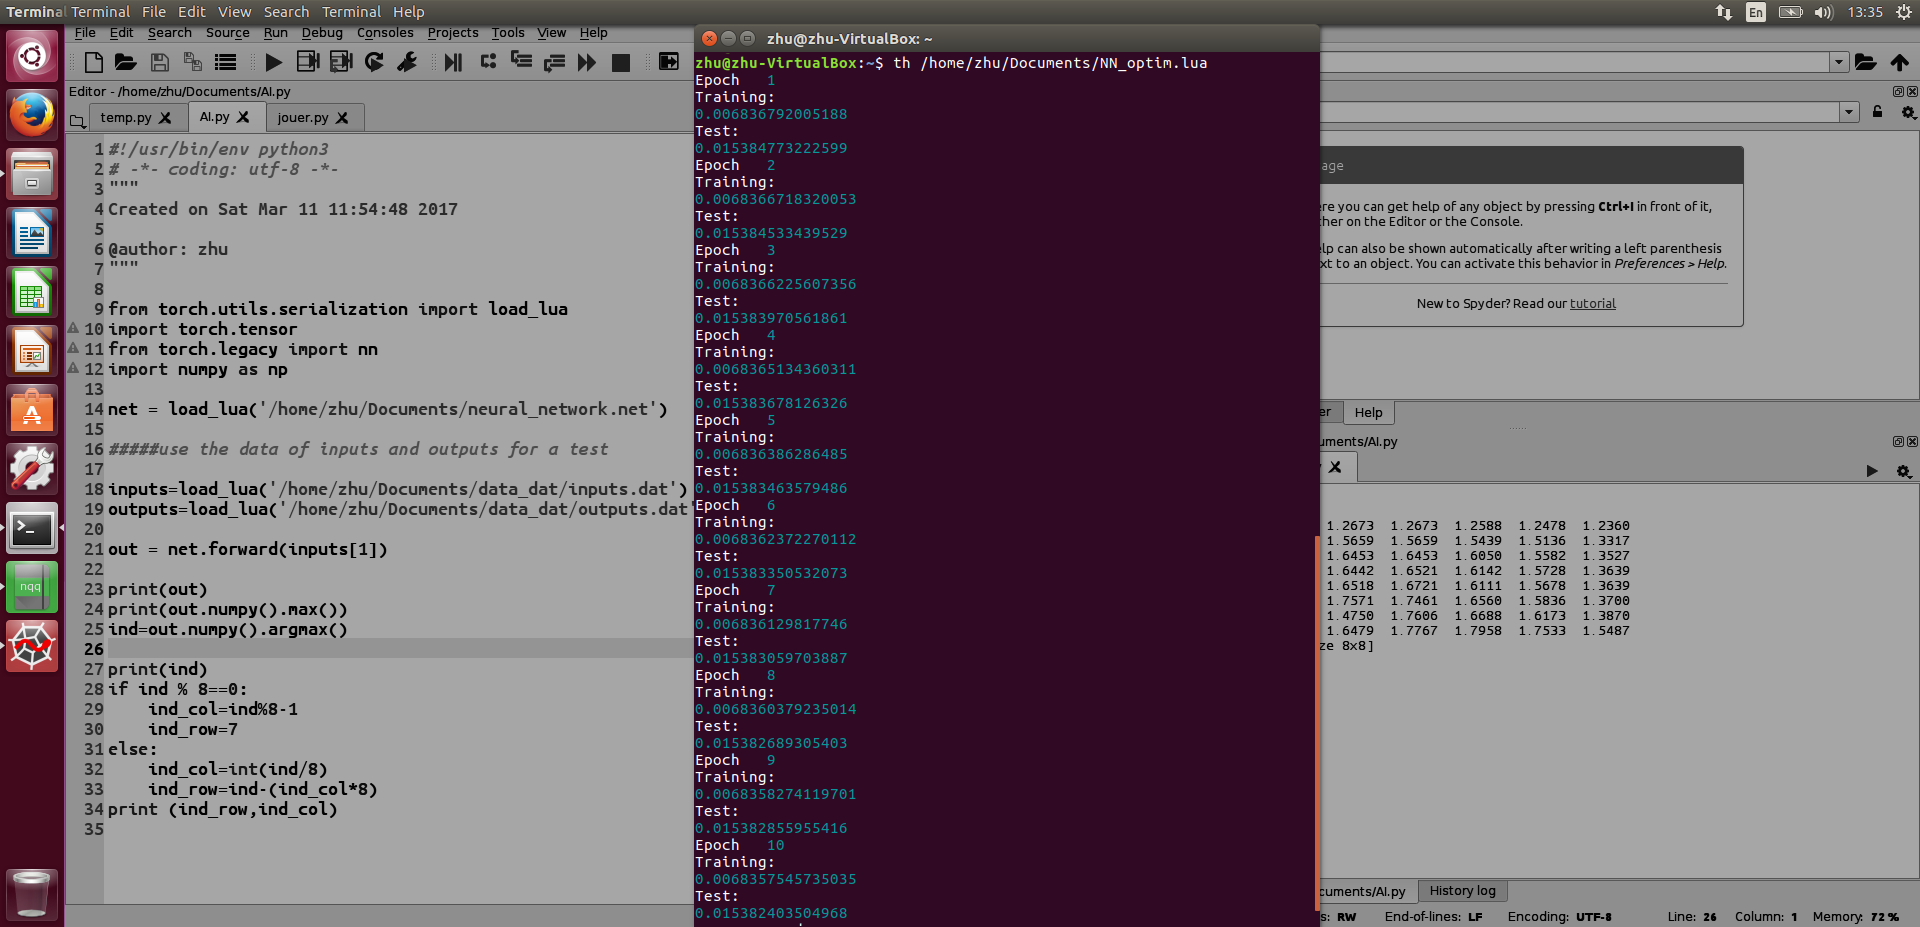 Terminal Terminal File Edit View Search Terminal Help
En 13:35
File Edit Search Source Run Debug Consoles Projects Tools View Help
Editor - /home/zhu/Documents/AI.py
temp.py AI.py jouer.py
1 #!/usr/bin/env python3
2 # -*- coding: utf-8 -*-
3 """
4 Created on Sat Mar 11 11:54:48 2017
5
6 @author: zhu
7 """
8
9 from torch.utils.serialization import load_lua
10 import torch.tensor
11 from torch.legacy import nn
12 import numpy as np
13
14 net = load_lua('/home/zhu/Documents/neural_network.net')
15
16 #####use the data of inputs and outputs for a test
17
18 inputs=load_lua('/home/zhu/Documents/data_dat/inputs.dat')
19 outputs=load_lua('/home/zhu/Documents/data_dat/outputs.dat'
20
21 out = net.forward(inputs[1])
22
23 print(out)
24 print(out.numpy().max())
25 ind=out.numpy().argmax()
26
27 print(ind)
28 if ind % 8==0:
29 ind_col=ind%8-1
30 ind_row=7
31 else:
32 ind_col=int(ind/8)
33 ind_row=ind-(ind_col*8)
34 print (ind_row,ind_col)
35
zhu@zhu-VirtualBox: ~
zhu@zhu-VirtualBox:~$ th /home/zhu/Documents/NN_optim.lua
Epoch 1
Training:
0.006836792005188
Test:
0.015384773222599
Epoch 2
Training:
0.0068366718320053
Test:
0.015384533439529
Epoch 3
Training:
0.0068366225607356
Test:
0.015383970561861
Epoch 4
Training:
0.0068365134360311
Test:
0.015383678126326
Epoch 5
Training:
0.006836386286485
Test:
0.015383463579486
Epoch 6
Training:
0.0068362372270112
Test:
0.015383350532073
Epoch 7
Training:
0.006836129817746
Test:
0.015383059703887
Epoch 8
Training:
0.0068360379235014
Test:
0.015382689305403
Epoch 9
Training:
0.0068358274119701
Test:
0.015382855955416
Epoch 10
Training:
0.0068357545735035
Test:
0.015382403504968
age
re you can get help of any object by pressing Ctrl+I in front of it,
ther on the Editor or the Console.
elp can also be shown automatically after writing a left parenthesis
xt to an object. You can activate this behavior in Preferences > Help.
New to Spyder? Read our tutorial
er Help
uments/AI.py
1.2673 1.2673 1.2588 1.2478 1.2360
1.5659 1.5659 1.5439 1.5136 1.3317
1.6453 1.6453 1.6050 1.5582 1.3527
1.6442 1.6521 1.6142 1.5728 1.3639
1.6518 1.6721 1.6111 1.5678 1.3639
1.7571 1.7461 1.6560 1.5836 1.3700
1.4750 1.7606 1.6688 1.6173 1.3870
1.6479 1.7767 1.7958 1.7533 1.5487
ze 8x8]
cuments/AI.py History log
s: RW End-of-lines: LF Encoding: UTF-8 Line: 26 Column: 1 Memory: 72 %
nqq